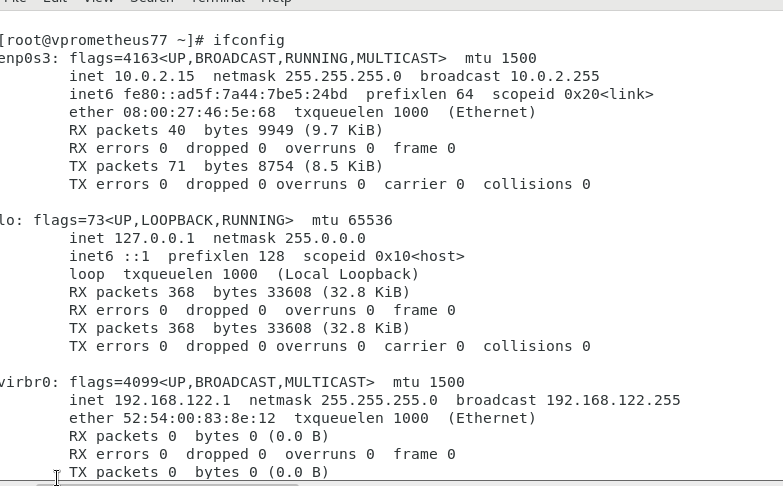 File Edit View Search Terminal Help
[root@vprometheus77 ~]# ifconfig
enp0s3: flags=4163<UP,BROADCAST,RUNNING,MULTICAST>  mtu 1500
        inet 10.0.2.15  netmask 255.255.255.0  broadcast 10.0.2.255
        inet6 fe80::ad5f:7a44:7be5:24bd  prefixlen 64  scopeid 0x20<link>
        ether 08:00:27:46:5e:68  txqueuelen 1000  (Ethernet)
        RX packets 40  bytes 9949 (9.7 KiB)
        RX errors 0  dropped 0  overruns 0  frame 0
        TX packets 71  bytes 8754 (8.5 KiB)
        TX errors 0  dropped 0 overruns 0  carrier 0  collisions 0
lo: flags=73<UP,LOOPBACK,RUNNING>  mtu 65536
        inet 127.0.0.1  netmask 255.0.0.0
        inet6 ::1  prefixlen 128  scopeid 0x10<host>
        loop  txqueuelen 1000  (Local Loopback)
        RX packets 368  bytes 33608 (32.8 KiB)
        RX errors 0  dropped 0  overruns 0  frame 0
        TX packets 368  bytes 33608 (32.8 KiB)
        TX errors 0  dropped 0 overruns 0  carrier 0  collisions 0
virbr0: flags=4099<UP,BROADCAST,MULTICAST>  mtu 1500
        inet 192.168.122.1  netmask 255.255.255.0  broadcast 192.168.122.255
        ether 52:54:00:83:8e:12  txqueuelen 1000  (Ethernet)
        RX packets 0  bytes 0 (0.0 B)
        RX errors 0  dropped 0  overruns 0  frame 0
        TX packets 0  bytes 0 (0.0 B)